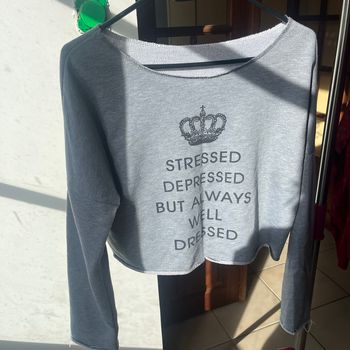 STRESSED
DEPRESSED
BUT ALWAYS
WELL
DRESSED